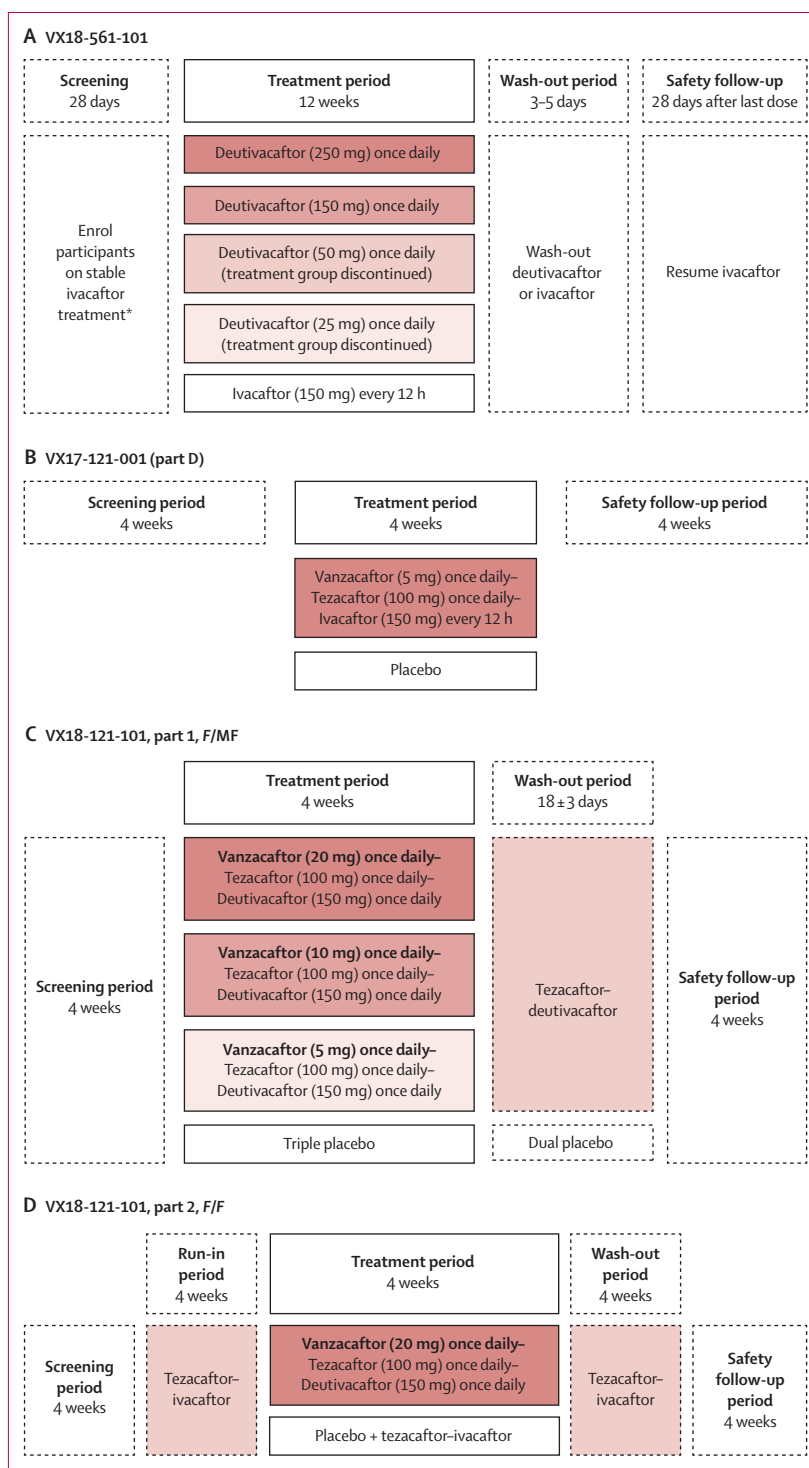 A VX18-561-101
Screening
28 days
Treatment period
12 weeks
Wash-out period
3–5 days
Safety follow-up
28 days after last dose
Enrol
participants
on stable
ivacaftor
treatment*
Deutivacaftor (250 mg) once daily
Deutivacaftor (150 mg) once daily
Deutivacaftor (50 mg) once daily
(treatment group discontinued)
Deutivacaftor (25 mg) once daily
(treatment group discontinued)
Ivacaftor (150 mg) every 12 h
Wash-out
deutivacaftor
or ivacaftor
Resume ivacaftor
B VX17-121-001 (part D)
Screening period
4 weeks
Treatment period
4 weeks
Safety follow-up period
4 weeks
Vanzacaftor (5 mg) once daily–
Tezacaftor (100 mg) once daily–
Ivacaftor (150 mg) every 12 h
Placebo
C VX18-121-101, part 1, F/MF
Treatment period
4 weeks
Wash-out period
18±3 days
Screening period
4 weeks
Vanzacaftor (20 mg) once daily–
Tezacaftor (100 mg) once daily–
Deutivacaftor (150 mg) once daily
Vanzacaftor (10 mg) once daily–
Tezacaftor (100 mg) once daily–
Deutivacaftor (150 mg) once daily
Vanzacaftor (5 mg) once daily–
Tezacaftor (100 mg) once daily–
Deutivacaftor (150 mg) once daily
Triple placebo
Tezacaftor–
deutivacaftor
Dual placebo
Safety follow-up
period
4 weeks
D VX18-121-101, part 2, F/F
Run-in
period
4 weeks
Treatment period
4 weeks
Wash-out
period
4 weeks
Screening
period
4 weeks
Tezacaftor–
ivacaftor
Vanzacaftor (20 mg) once daily–
Tezacaftor (100 mg) once daily–
Deutivacaftor (150 mg) once daily
Placebo + tezacaftor–ivacaftor
Tezacaftor–
ivacaftor
Safety
follow-up
period
4 weeks